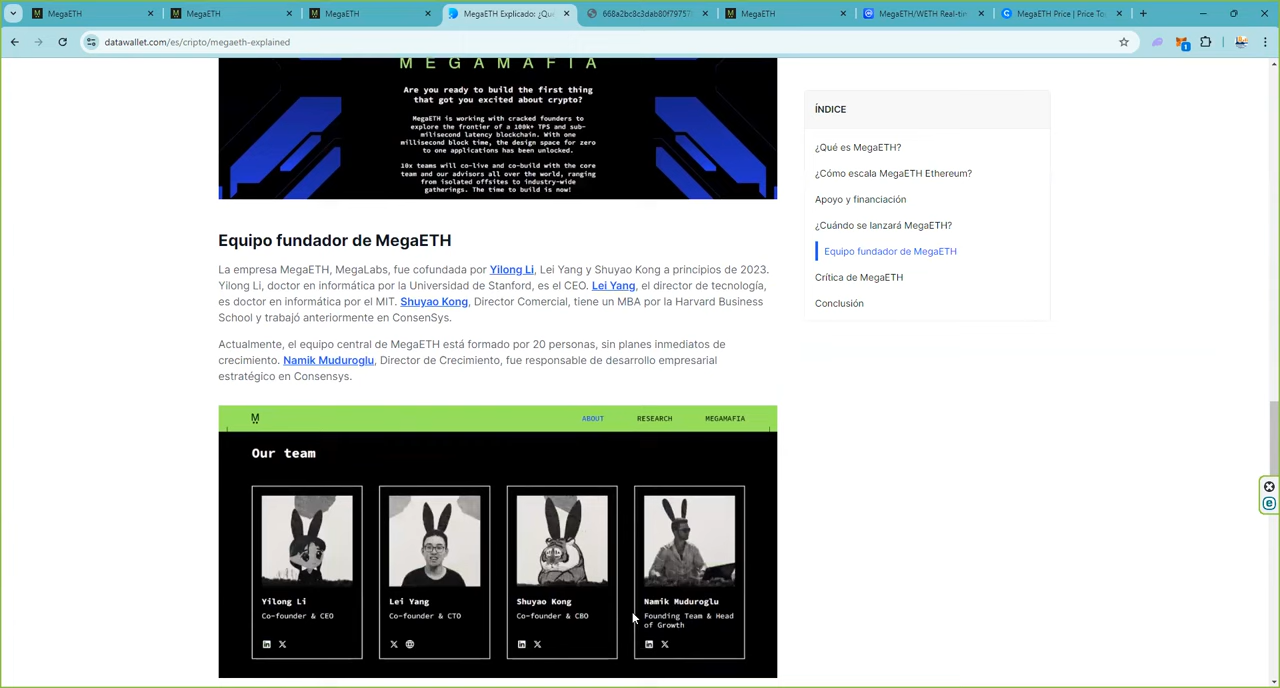 MegaETH
MegaETH
MegaETH
MegaETH Explicado: ¿Qu
668a2bc8c3dab80f79757
MegaETH
MegaETH/WETH Real-tim
MegaETH Price | Price To
datawallet.com/es/cripto/megaeth-explained
1
MEGAMAFIA
Are you ready to build the first thing
that got you excited about crypto?
MegaETH is working with cracked founders to
explore the frontier of a 100k+ TPS and sub-
milisecond latency blockchain. With one
millisecond block time, the design space for zero
to one applications has been unlocked.
10x teams will co-live and co-build with the core
team and our advisors all over the world, ranging
from isolated offsites to industry-wide
gatherings. The time to build is now!
ÍNDICE
¿Qué es MegaETH?
¿Cómo escala MegaETH Ethereum?
Apoyo y financiación
¿Cuándo se lanzará MegaETH?
Equipo fundador de MegaETH
Crítica de MegaETH
Conclusión
Equipo fundador de MegaETH
La empresa MegaETH, MegaLabs, fue cofundada por Yilong Li, Lei Yang y Shuyao Kong a principios de 2023.
Yilong Li, doctor en informática por la Universidad de Stanford, es el CEO. Lei Yang, el director de tecnología,
es doctor en informática por el MIT. Shuyao Kong, Director Comercial, tiene un MBA por la Harvard Business
School y trabajó anteriormente en ConsenSys.
Actualmente, el equipo central de MegaETH está formado por 20 personas, sin planes inmediatos de
crecimiento. Namik Muduroglu, Director de Crecimiento, fue responsable de desarrollo empresarial
estratégico en Consensys.
M
ABOUT RESEARCH MEGAMAFIA
Our team
Yilong Li
Co-founder & CEO
Lei Yang
Co-founder & CTO
Shuyao Kong
Co-founder & CBO
Namik Muduroglu
Founding Team & Head
of Growth